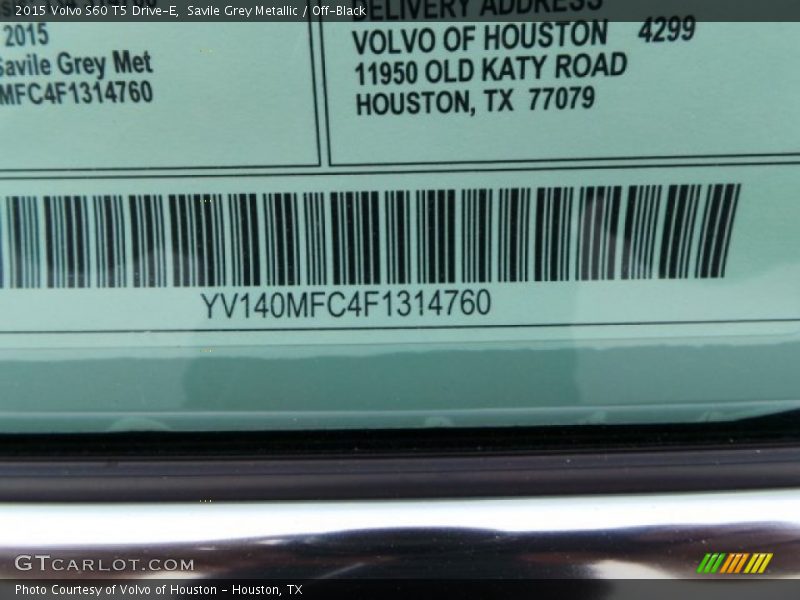 2015 Volvo S60 T5 Drive-E, Savile Grey Metallic / Off-Black
2015
Savile Grey Met
MFC4F1314760
DELIVERY ADDRESS
VOLVO OF HOUSTON 4299
11950 OLD KATY ROAD
HOUSTON, TX 77079
YV140MFC4F1314760
GTCARLOT.COM
Photo Courtesy of Volvo of Houston - Houston, TX